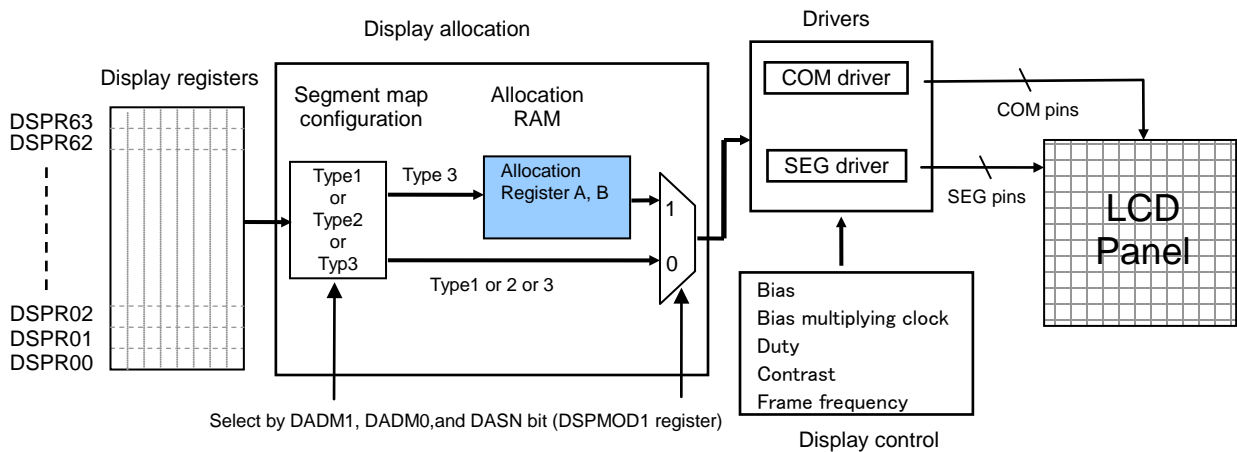 Drivers
Display allocation
COM driver
SEG driver
COM pins
SEG pins
LCD
Panel
Display registers
DSPR63
DSPR62
DSPR02
DSPR01
DSPR00
Segment map
configuration
Allocation
RAM
Type1
or
Type2
or
Typ3
Type 3
Allocation
Register A, B
1
0
Type1 or 2 or 3
Select by DADM1, DADM0,and DASN bit (DSPMOD1 register)
Bias
Bias multiplying clock
Duty
Contrast
Frame frequency
Display control